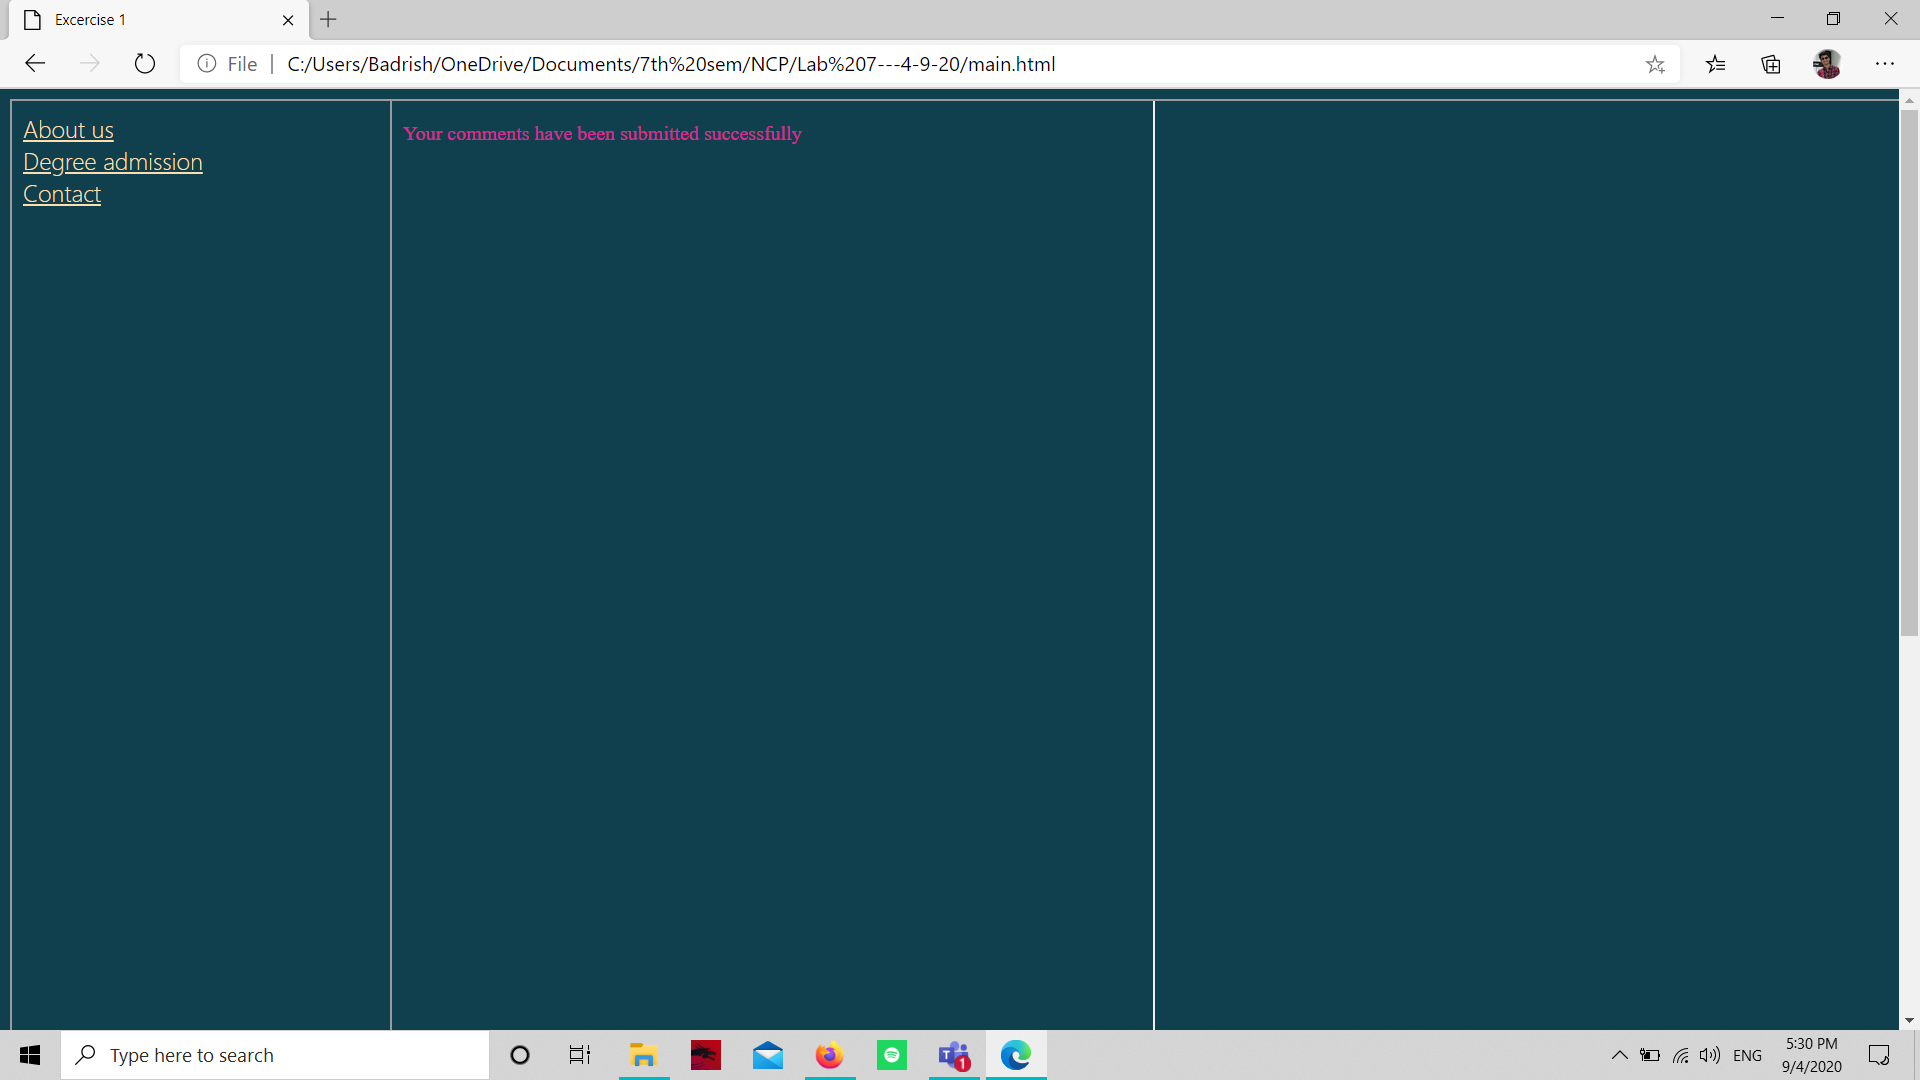 Excercise 1
File
C:/Users/Badrish/OneDrive/Documents/7th%20sem/NCP/Lab%207---4-9-20/main.html
About us
Degree admission
Contact
Your comments have been submitted successfully
Type here to search
T
1
ENG
5:30 PM
9/4/2020